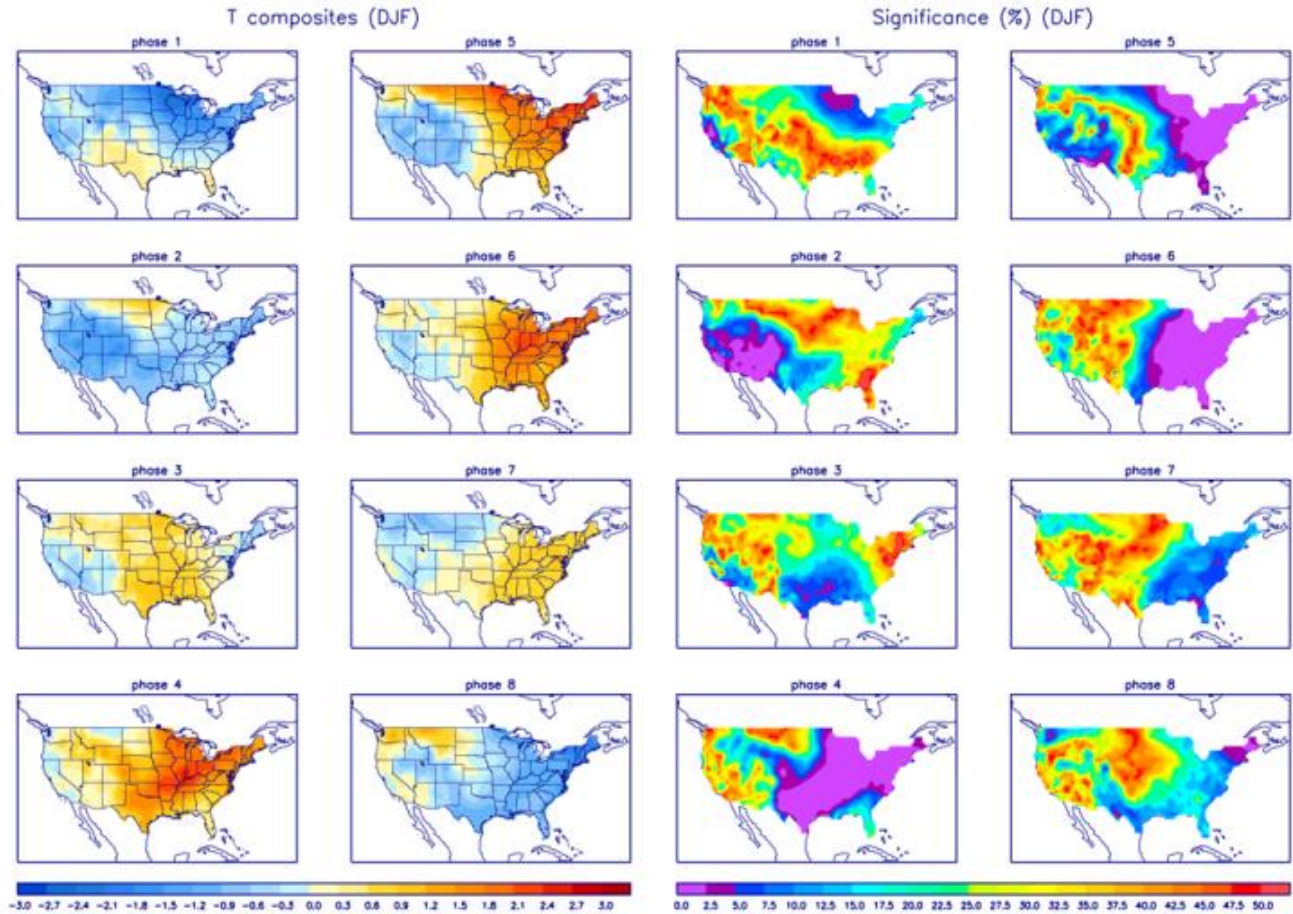 T composites (DJF)
Significance (%) (DJF)
phase 1
phase 5
phase 1
phase 5
phase 2
phase 6
phase 2
phase 6
phase 3
phase 7
phase 3
phase 7
phase 4
phase 8
phase 4
phase 8
-3.0 -2.7 -2.4 -2.1 -1.8 -1.5 -1.2 -0.9 -0.6 -0.3 0.0 0.3 0.6 0.9 1.2 1.5 1.8 2.1 2.4 2.7 3.0
0.0 2.5 5.0 7.5 10.0 12.5 15.0 17.5 20.0 22.5 25.0 27.5 30.0 32.5 35.0 37.5 40.0 42.5 45.0 47.5 50.0